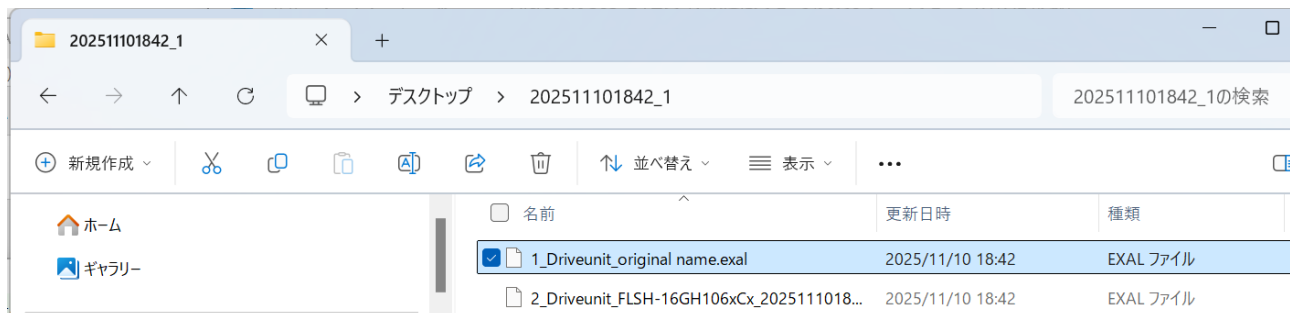 202511101842_1
デスクトップ 202511101842_1 202511101842_1の検索
新規作成 並べ替え 表示
ホーム
ギャラリー
名前 更新日時 種類
1_Driveunit_original name.exal 2025/11/10 18:42 EXAL ファイル
2_Driveunit_FLSH-16GH106xCx_2025111018... 2025/11/10 18:42 EXAL ファイル